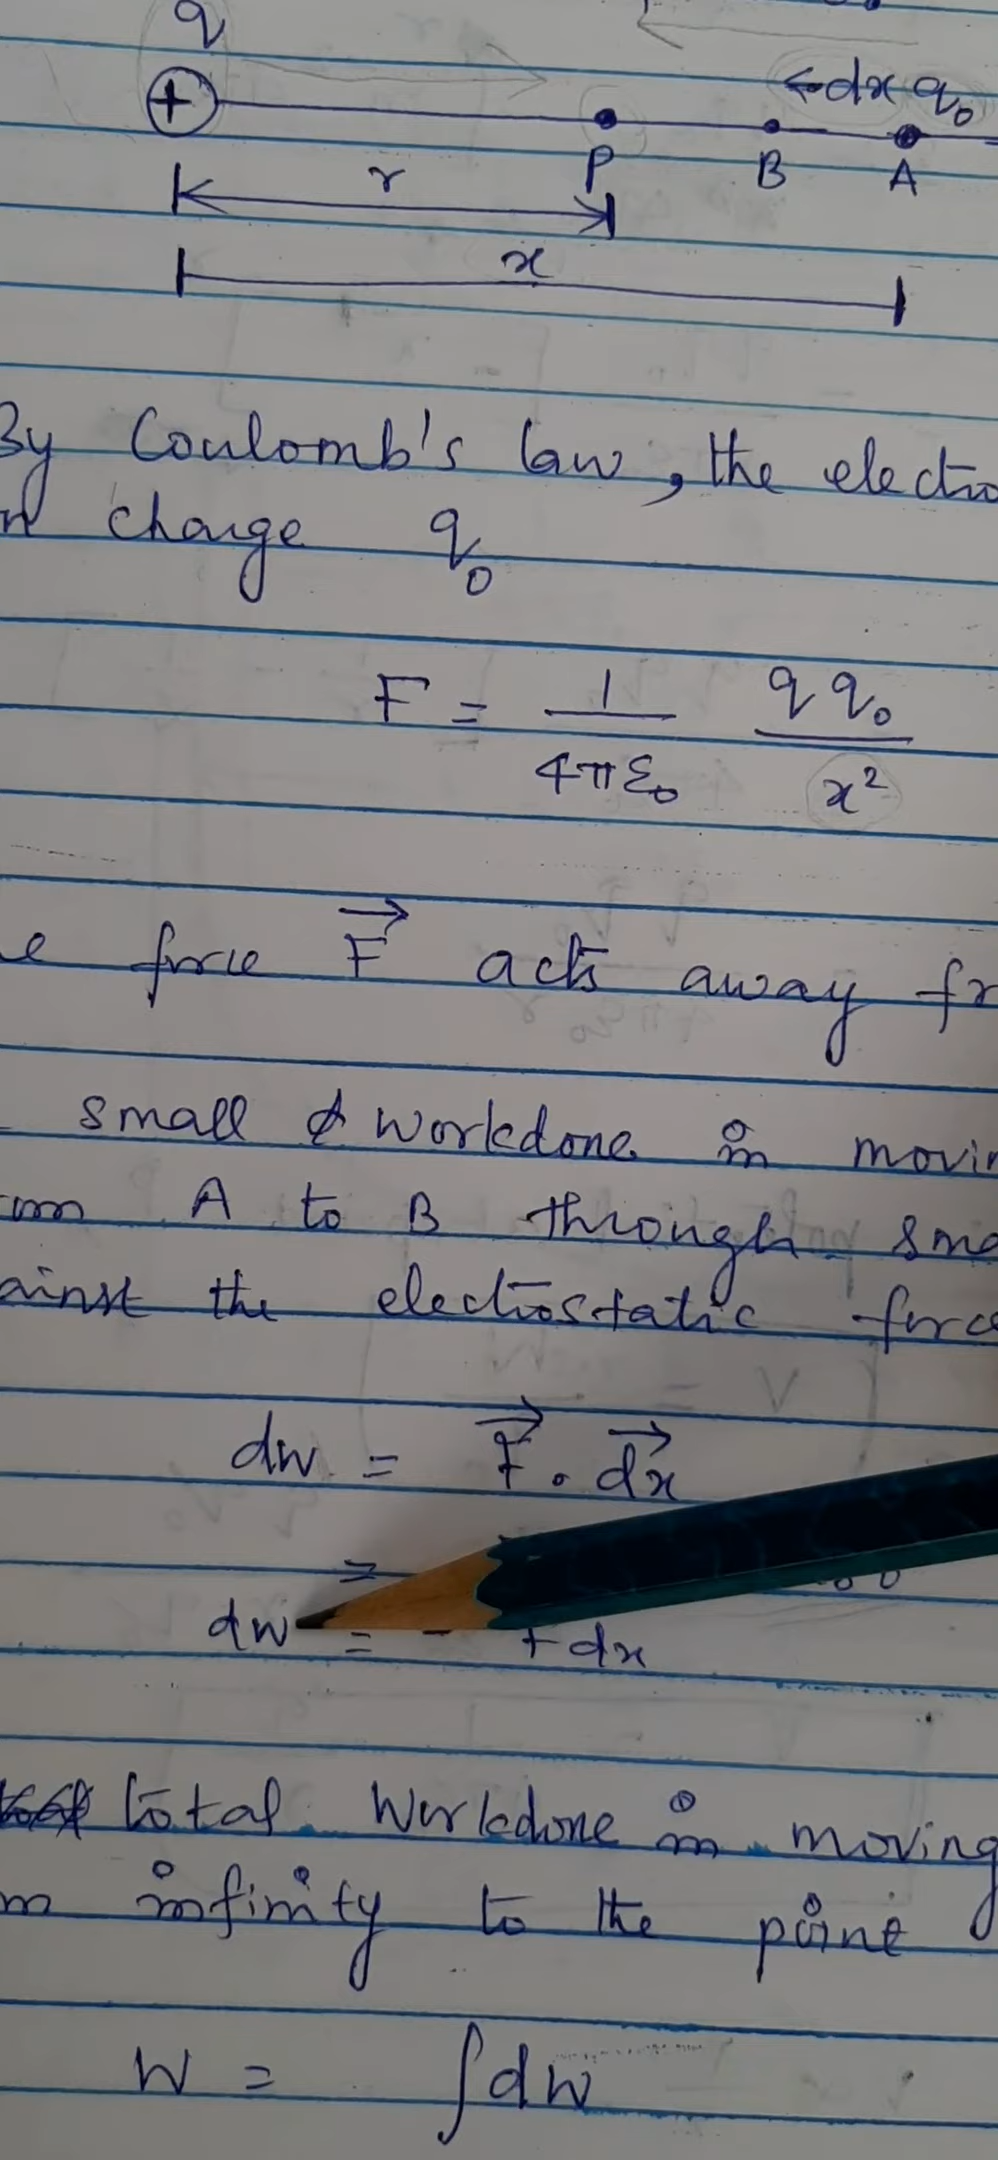 q
←dx q₀
+
P B A
r
x
By Coulomb's law, the
charge q₀
F = 1/4πε₀ qq₀/x²
force F⃗ acts away
small workdone in
A to B through
the electrostatic
dw = F⃗ . dx⃗
=
dw = - F dx
total Workdone in moving
infinity to the point
W = ∫dw